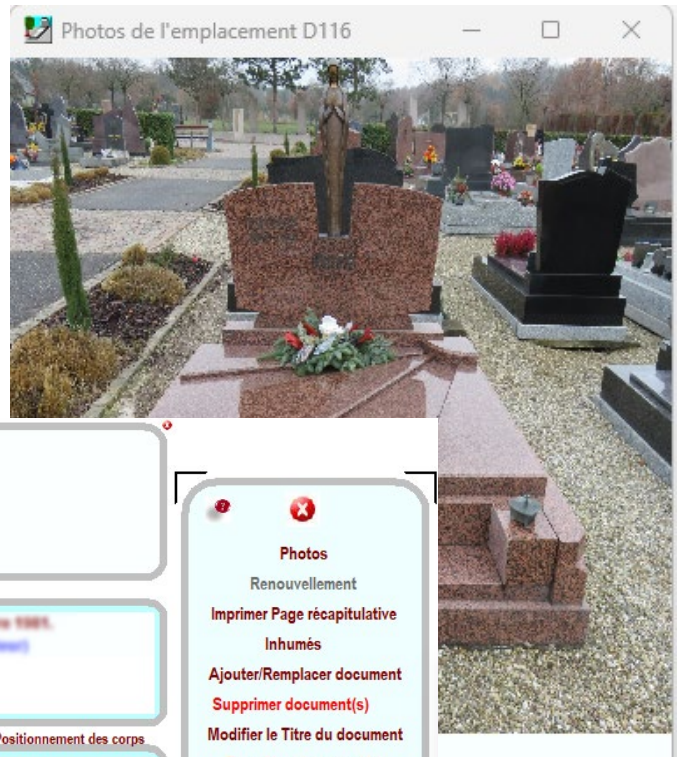 Photos de l'emplacement D116
Photos
Renouvellement
Imprimer Page récapitulative
Inhumés
Ajouter/Remplacer document
Supprimer document(s)
Modifier le Titre du document
Positionnement des corps